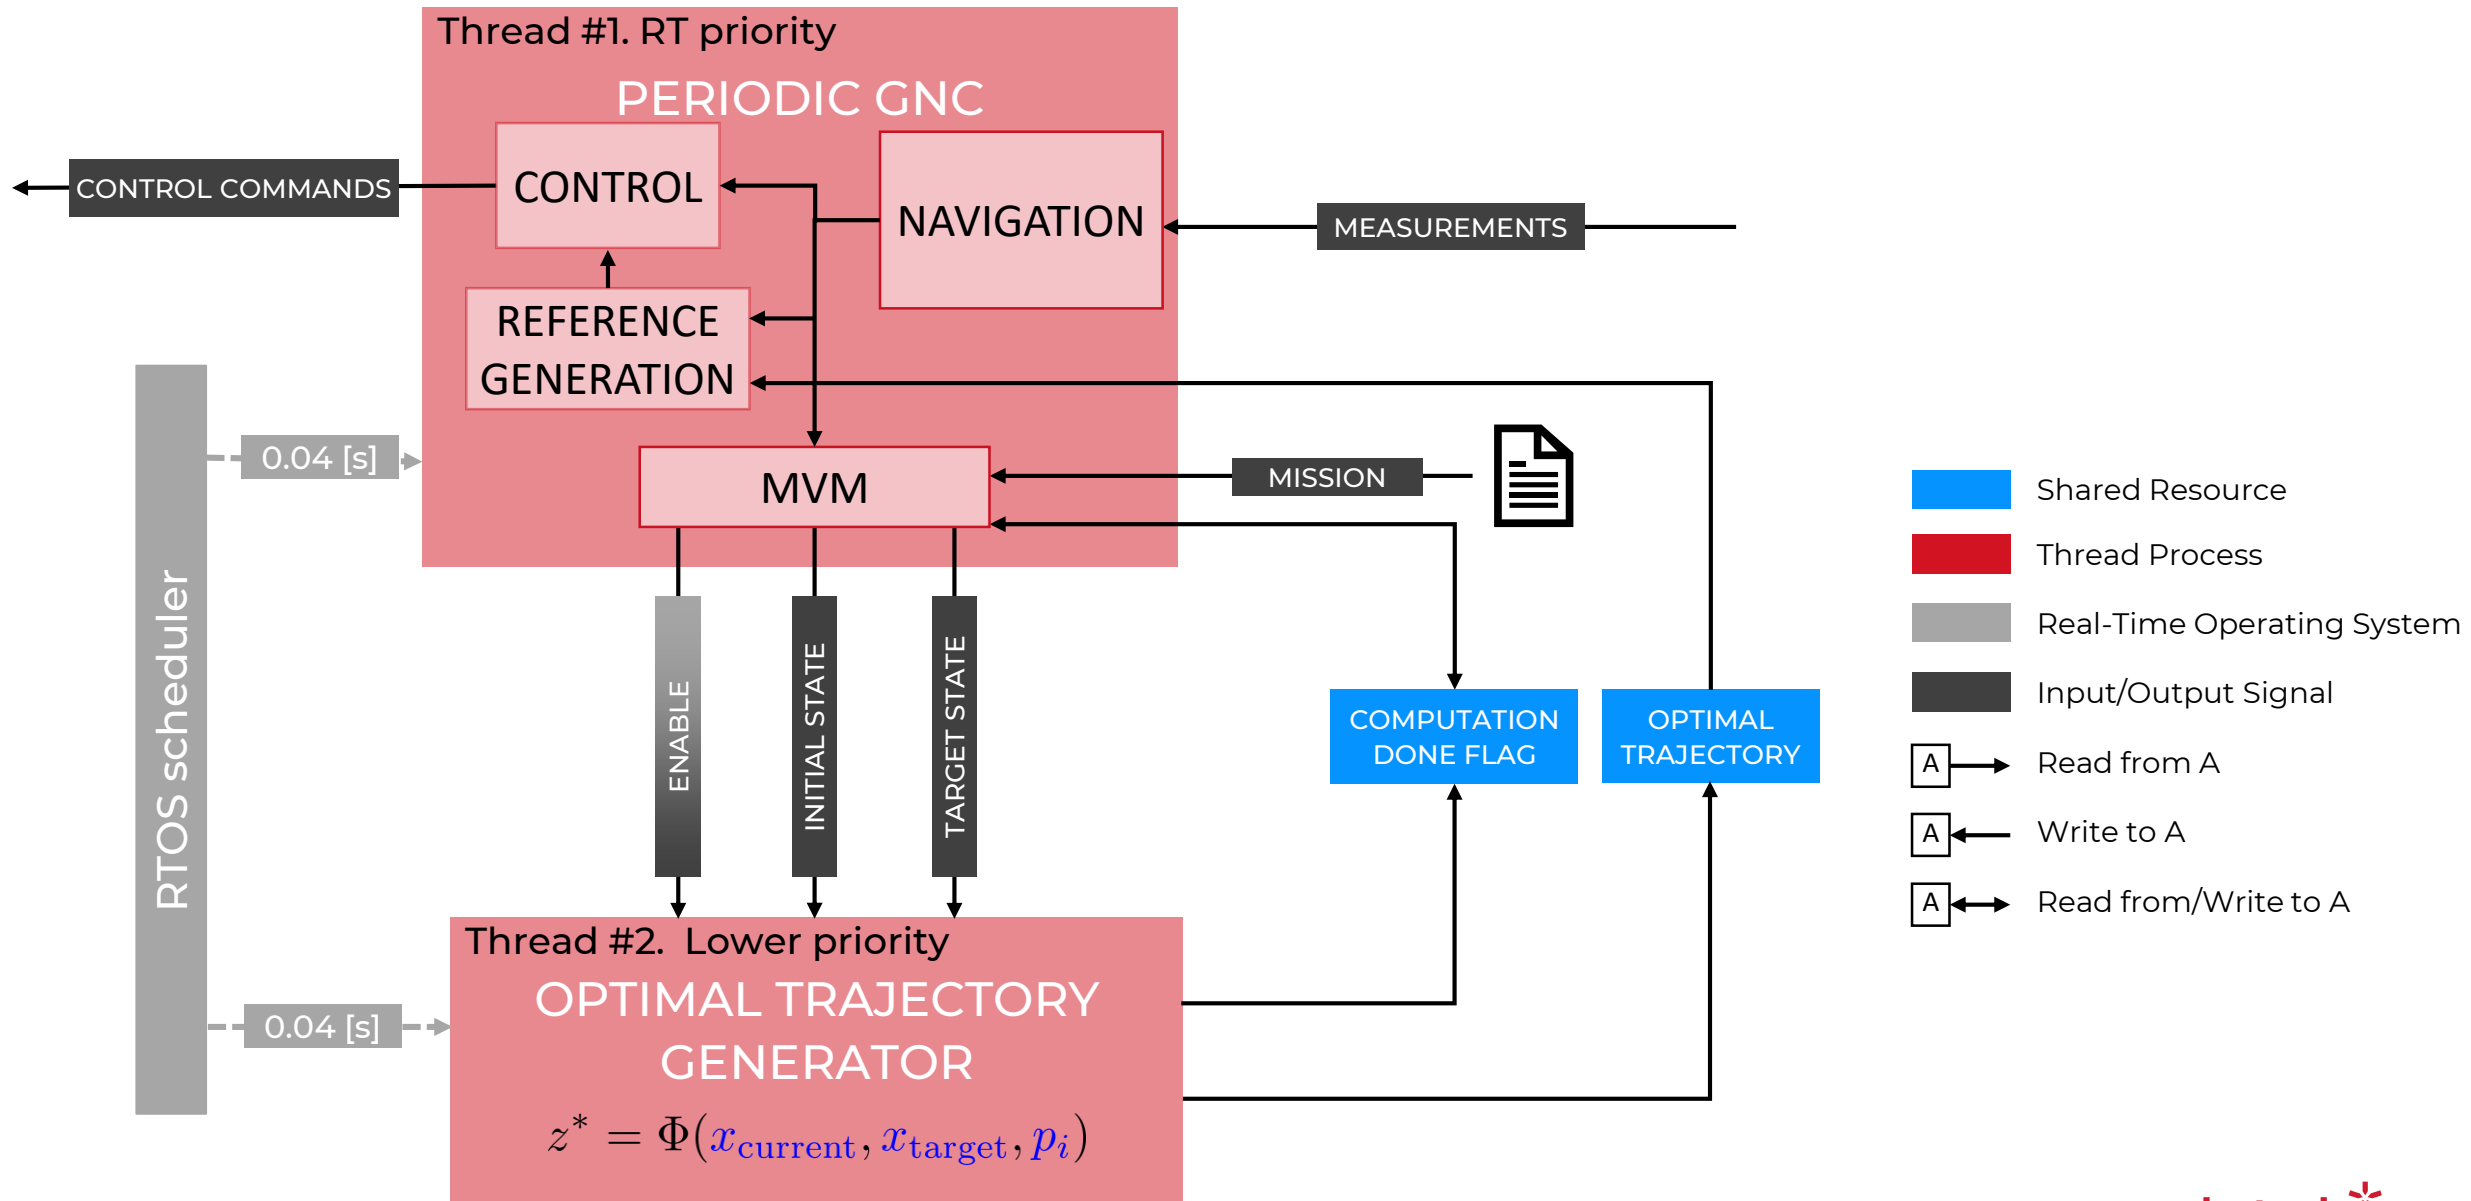 Thread #1. RT priority
PERIODIC GNC
CONTROL
NAVIGATION
CONTROL COMMANDS
MEASUREMENTS
REFERENCE
GENERATION
0.04 [s]
MVM
MISSION
RTOS scheduler
ENABLE
INITIAL STATE
TARGET STATE
COMPUTATION
DONE FLAG
OPTIMAL
TRAJECTORY
Thread #2. Lower priority
OPTIMAL TRAJECTORY
GENERATOR
0.04 [s]
z* = Φ(x_current, x_target, p_i)
Shared Resource
Thread Process
Real-Time Operating System
Input/Output Signal
A Read from A
A Write to A
A Read from/Write to A